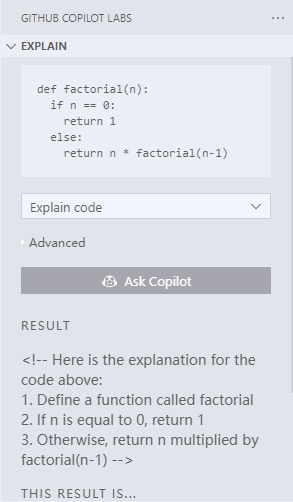 GITHUB COPILOT LABS
EXPLAIN
def factorial(n):
  if n == 0:
    return 1
  else:
    return n * factorial(n-1)
Explain code
Advanced
Ask Copilot
RESULT
<!-- Here is the explanation for the
code above:
1. Define a function called factorial
2. If n is equal to 0, return 1
3. Otherwise, return n multiplied by
factorial(n-1) -->
THIS RESULT IS...